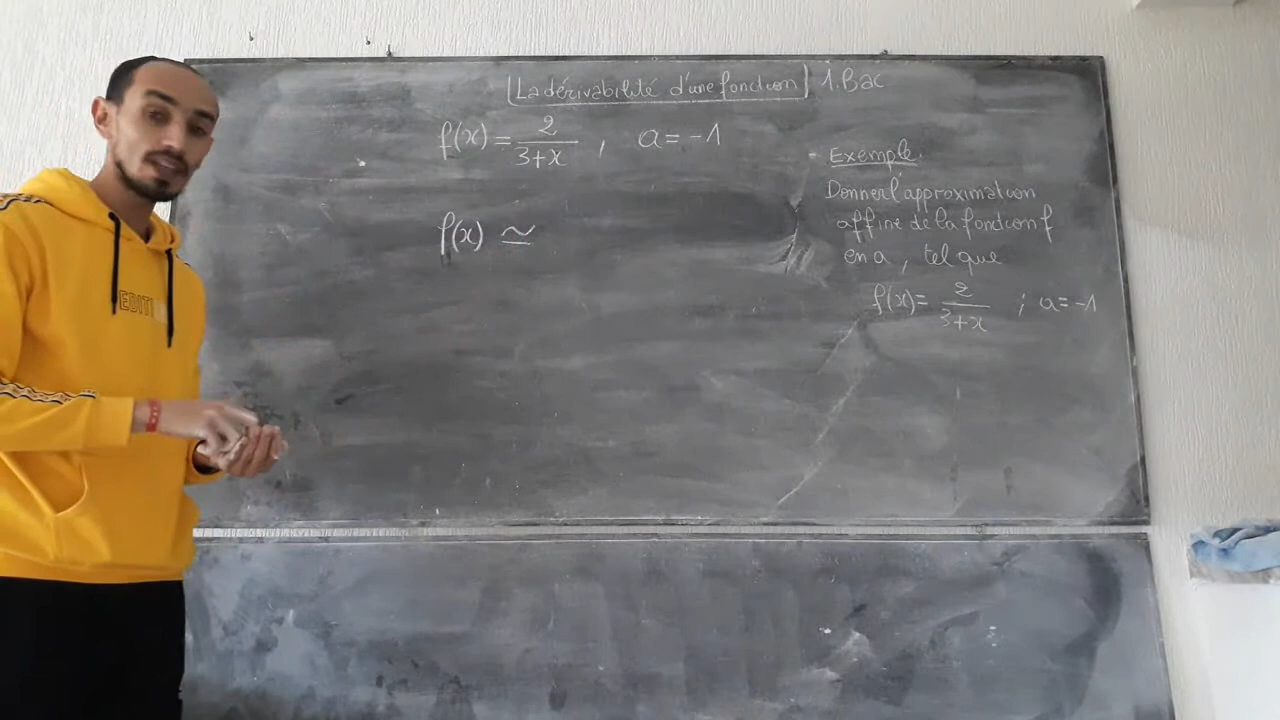 La dérivabilité d'une fonction 1.Bac
f(x) = 2/(3+x) , a = -1
f(x) ≃
Exemple.
Donner l'approximation
affine de la fonction f
en a , tel que
f(x) = 2/(3+x) ; a = -1
EDITI